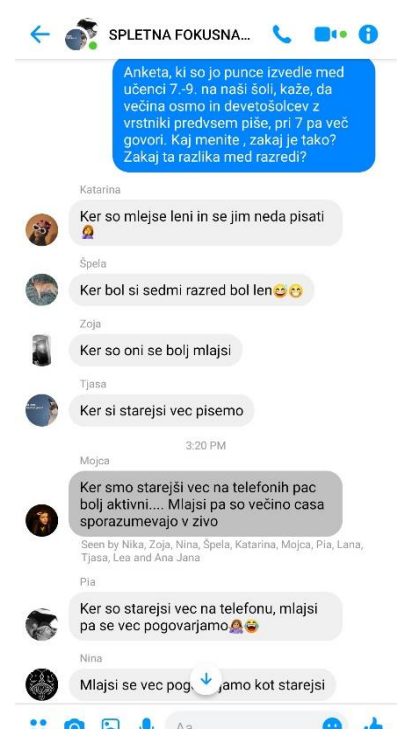 SPLETNA FOKUSNA...
Anketa, ki so jo punce izvedle med
učenci 7.-9. na naši šoli, kaže, da
večina osmo in devetošolcev z
vrstniki predvsem piše, pri 7 pa več
govori. Kaj menite , zakaj je tako?
Zakaj ta razlika med razredi?
Katarina
Ker so mlejse leni in se jim neda pisati
Špela
Ker bol si sedmi razred bol len
Zoja
Ker so oni se bolj mlajsi
Tjasa
Ker si starejsi vec pisemo
3:20 PM
Mojca
Ker smo starejši vec na telefonih pac
bolj aktivni.... Mlajsi pa so večino casa
sporazumevajo v zivo
Seen by Nika, Zoja, Nina, Špela, Katarina, Mojca, Pia, Lana,
Tjasa, Lea and Ana Jana
Pia
Ker so starejsi vec na telefonu, mlajsi
pa se vec pogovarjamo
Nina
Mlajsi se vec kot starejsi
Aa